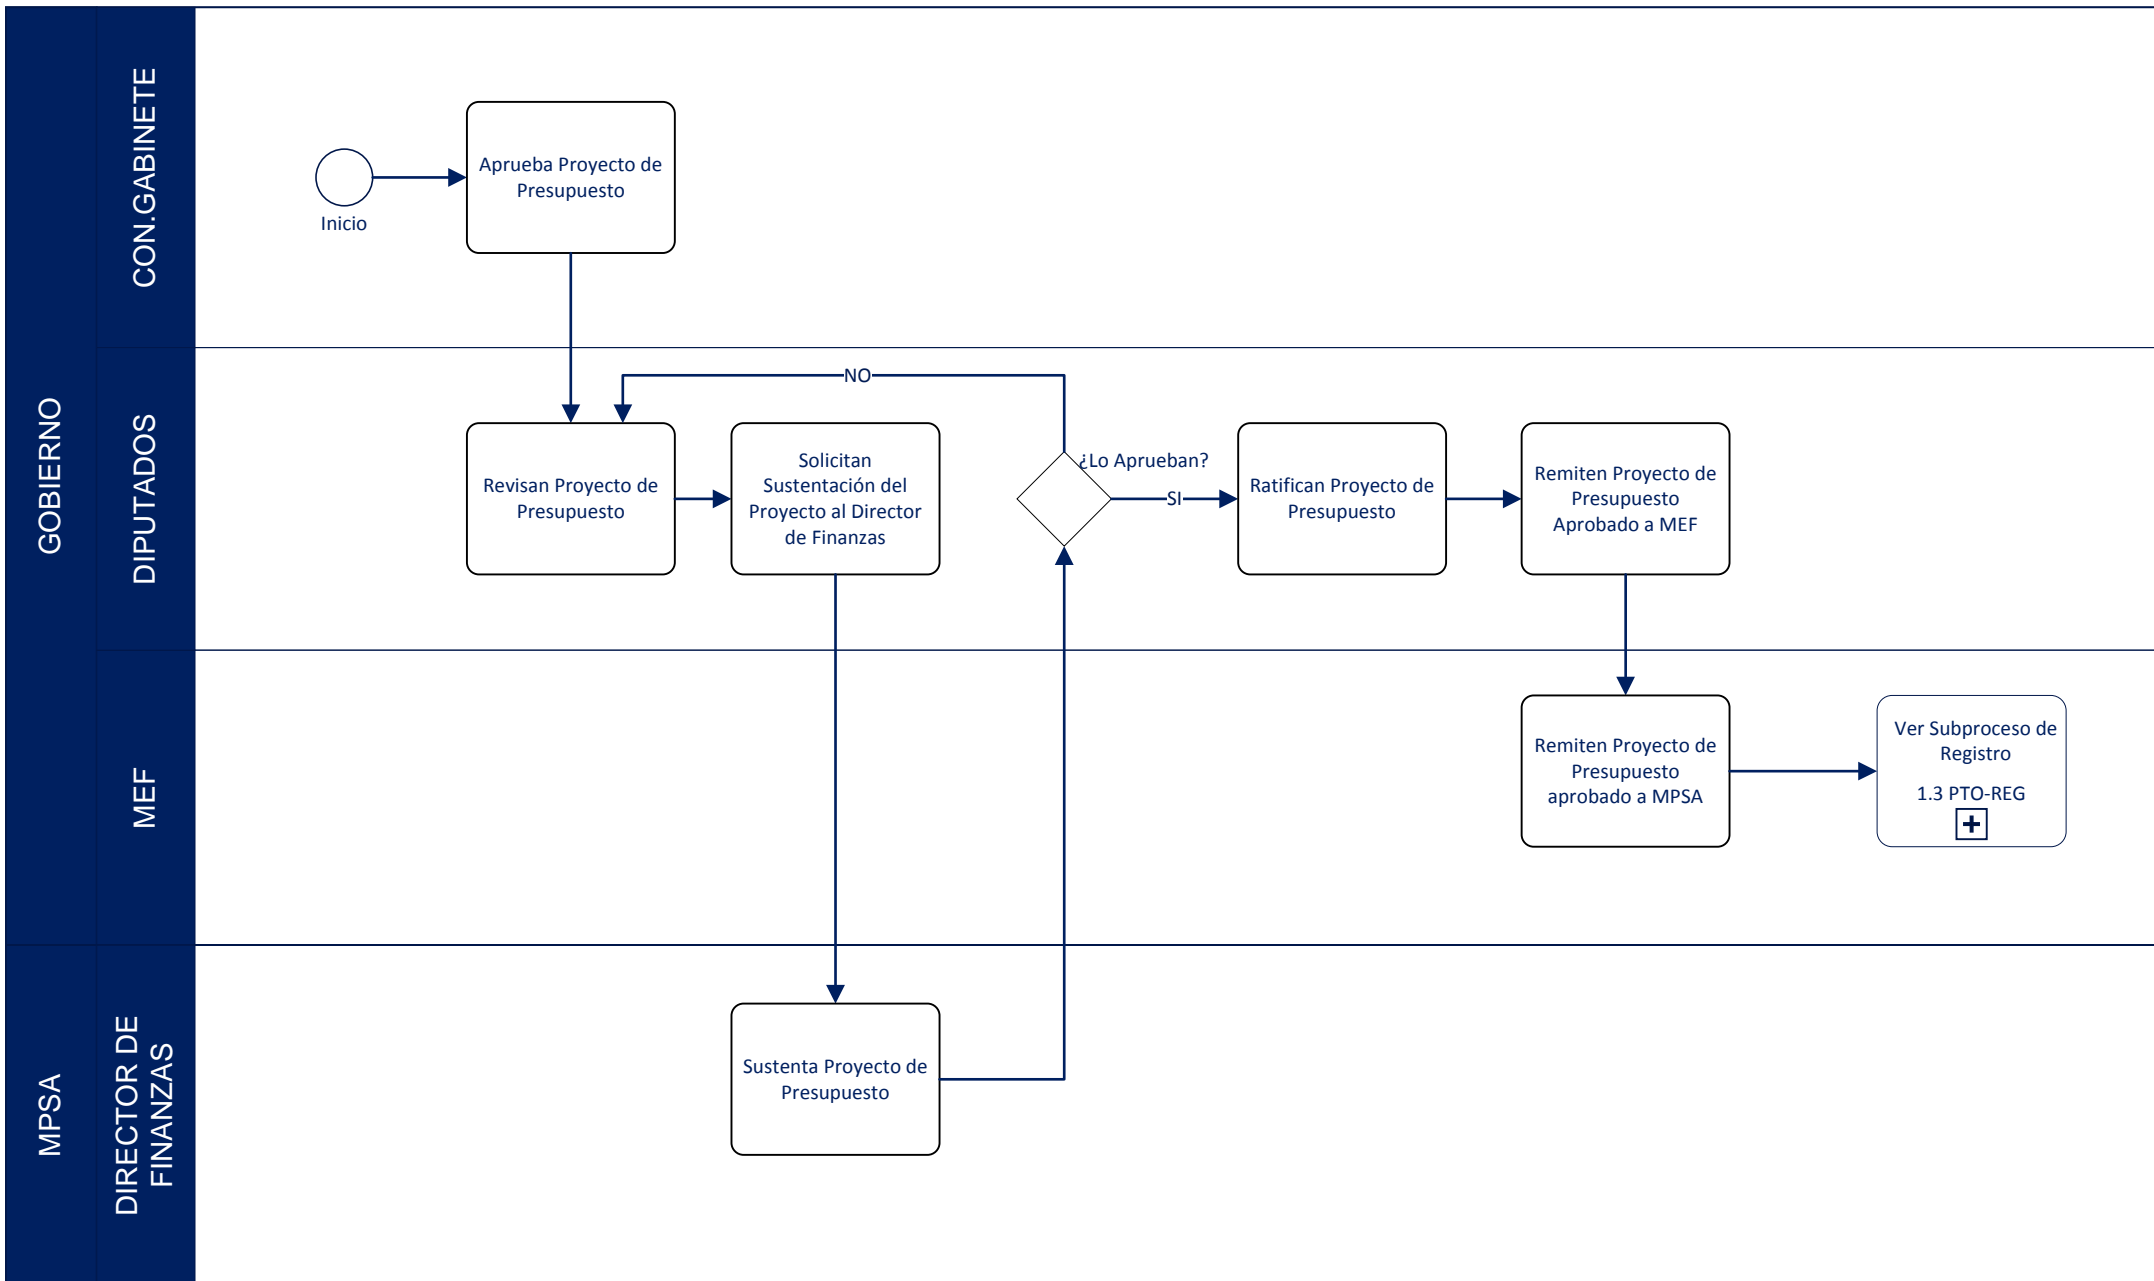 GOBIERNO
CON.GABINETE
Inicio
Aprueba Proyecto de
Presupuesto
DIPUTADOS
NO
Revisan Proyecto de
Presupuesto
Solicitan
Sustentación del
Proyecto al Director
de Finanzas
¿Lo Aprueban?
SI
Ratifican Proyecto de
Presupuesto
Remiten Proyecto de
Presupuesto
Aprobado a MEF
MEF
Remiten Proyecto de
Presupuesto
aprobado a MPSA
Ver Subproceso de
Registro
1.3 PTO-REG
MPSA
DIRECTOR DE
FINANZAS
Sustenta Proyecto de
Presupuesto